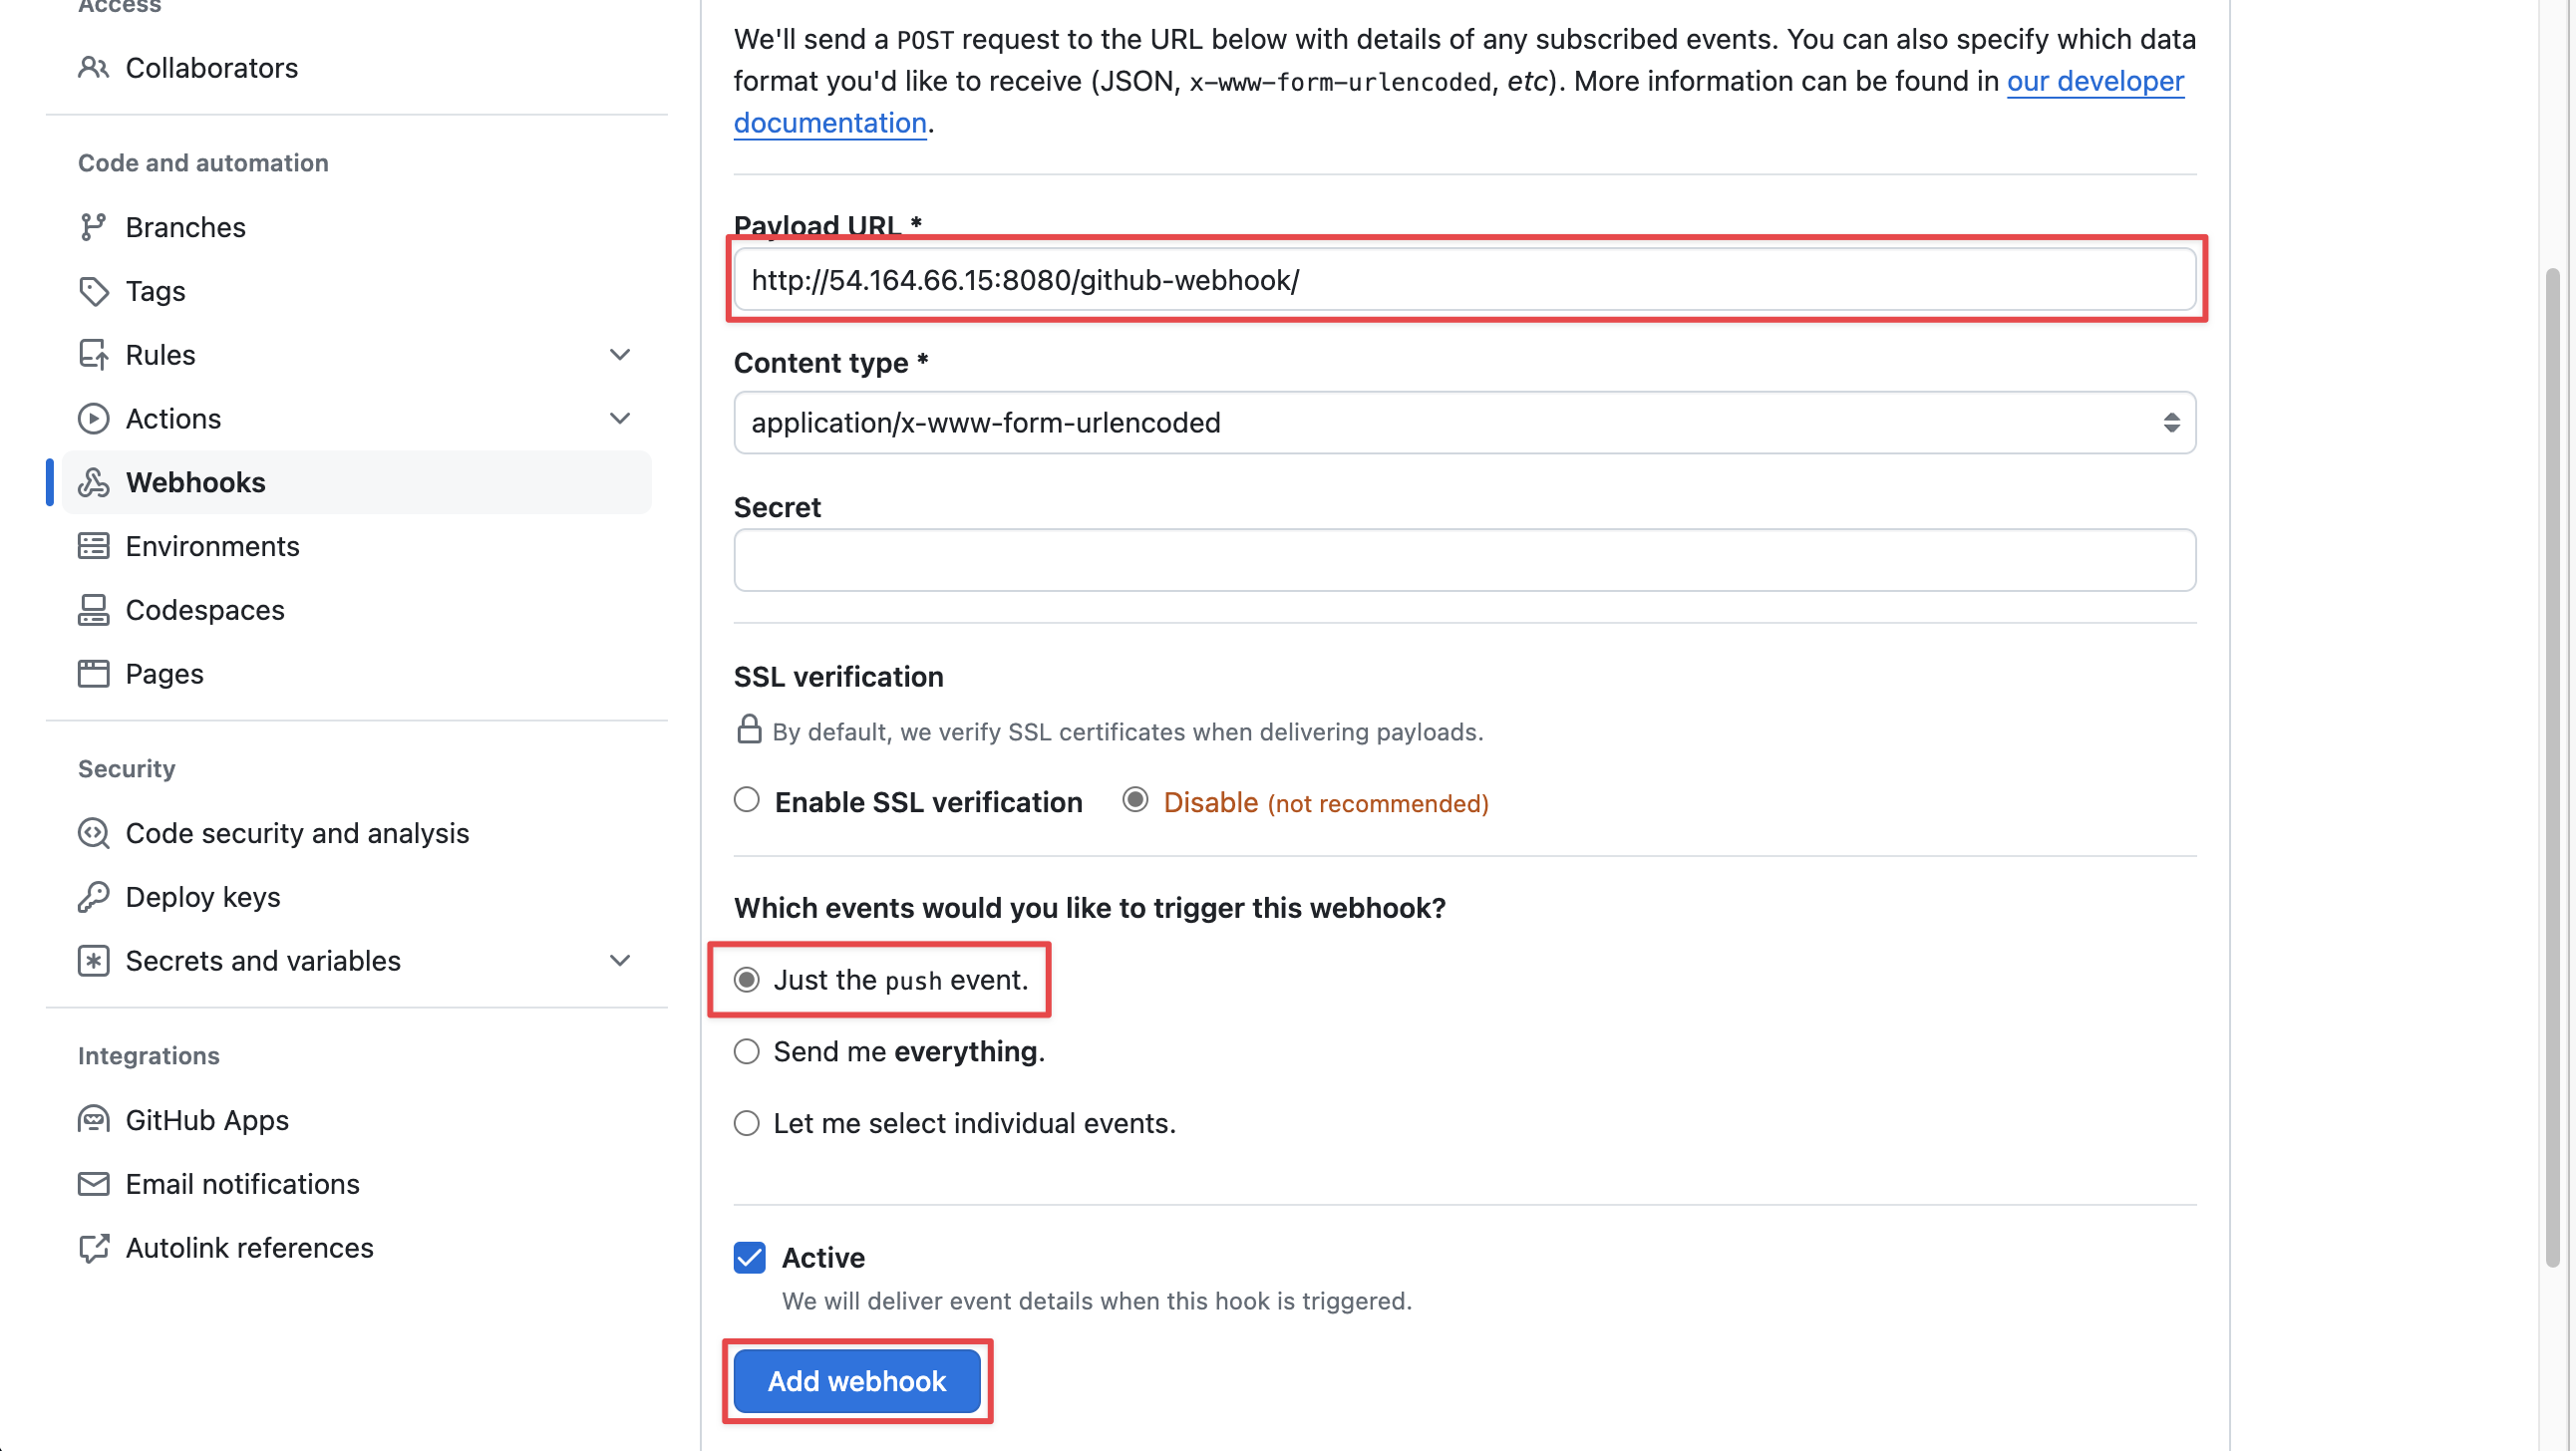 Access
Collaborators
Code and automation
Branches
Tags
Rules
Actions
Webhooks
Environments
Codespaces
Pages
Security
Code security and analysis
Deploy keys
Secrets and variables
Integrations
GitHub Apps
Email notifications
Autolink references
We'll send a POST request to the URL below with details of any subscribed events. You can also specify which data
format you'd like to receive (JSON, x-www-form-urlencoded, etc). More information can be found in our developer
documentation.
Payload URL *
http://54.164.66.15:8080/github-webhook/
Content type *
application/x-www-form-urlencoded
Secret
SSL verification
By default, we verify SSL certificates when delivering payloads.
Enable SSL verification Disable (not recommended)
Which events would you like to trigger this webhook?
Just the push event.
Send me everything.
Let me select individual events.
Active
We will deliver event details when this hook is triggered.
Add webhook